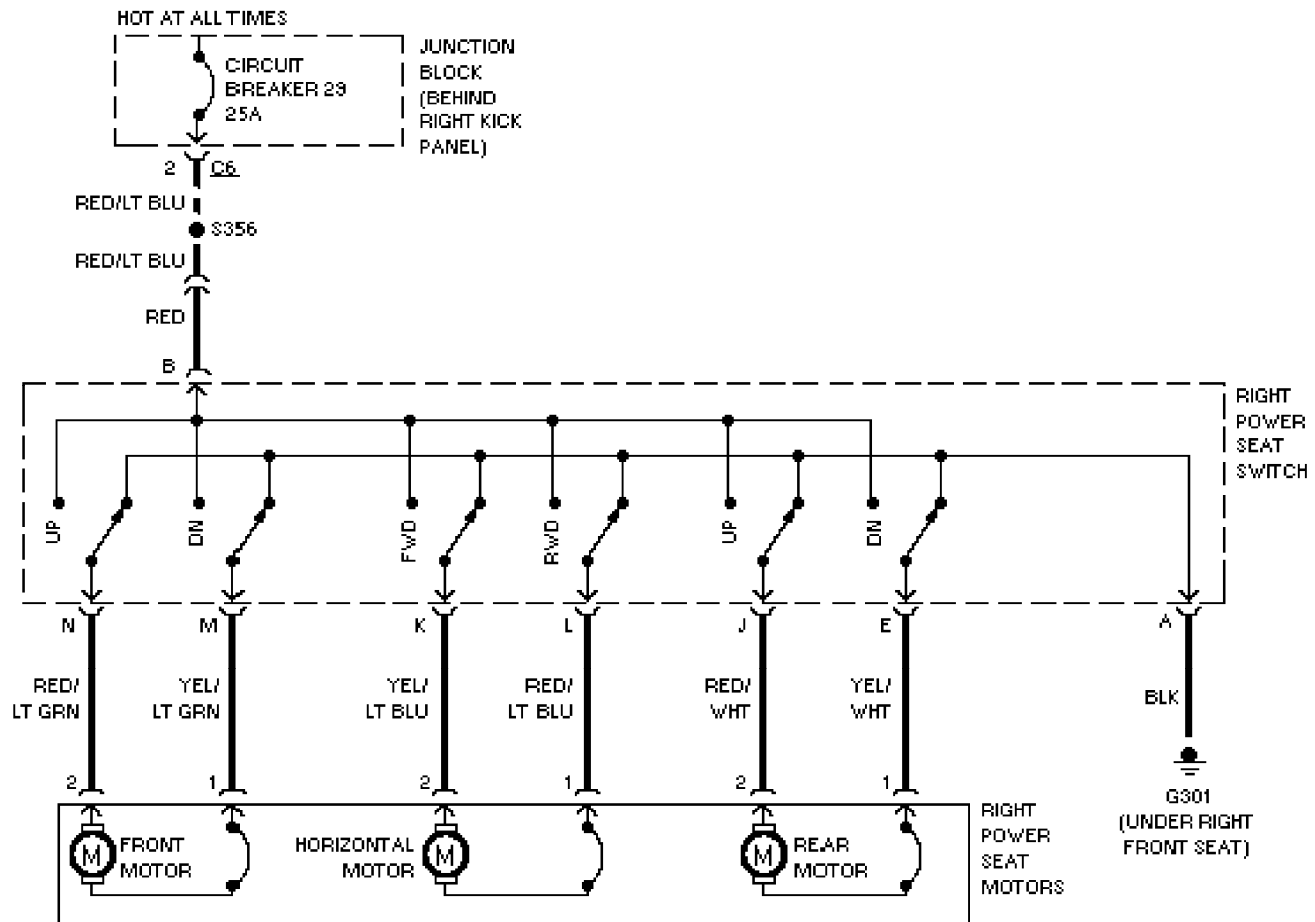 HOT AT ALL TIMES
CIRCUIT
BREAKER 29
25A
JUNCTION
BLOCK
(BEHIND
RIGHT KICK
PANEL)
2 C6
RED/LT BLU
S356
RED/LT BLU
RED
B
RIGHT
POWER
SEAT
SWITCH
UP
DN
FWD
RWD
UP
DN
N
M
K
L
J
E
A
RED/
LT GRN
YEL/
LT GRN
YEL/
LT BLU
RED/
LT BLU
RED/
WHT
YEL/
WHT
BLK
2
1
2
1
2
1
G301
(UNDER RIGHT
FRONT SEAT)
M
FRONT
MOTOR
HORIZONTAL
MOTOR
M
M
REAR
MOTOR
RIGHT
POWER
SEAT
MOTORS